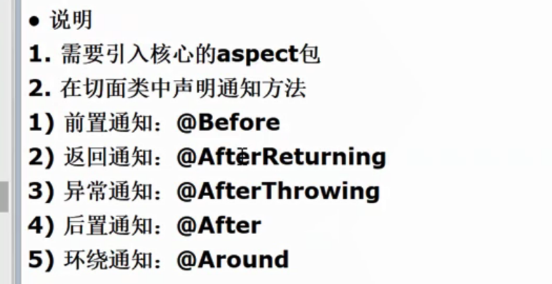 ● 说明
1. 需要引入核心的aspect包
2. 在切面类中声明通知方法
1) 前置通知：@Before
2) 返回通知：@AfterReturning
3) 异常通知：@AfterThrowing
4) 后置通知：@After
5) 环绕通知：@Around